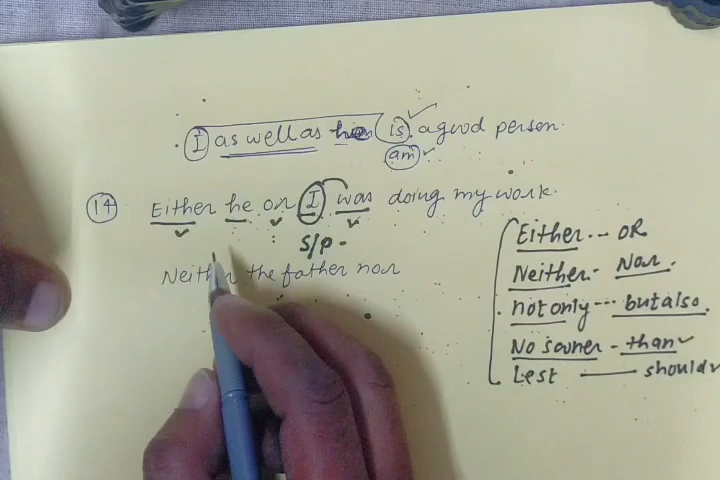 I as well as he is a good person.
am
14 Either he or I was doing my work.
S/P -
Neither the father nor
Either -- OR
Neither - Nor.
not only --- but also.
No sooner - than
Lest —— should